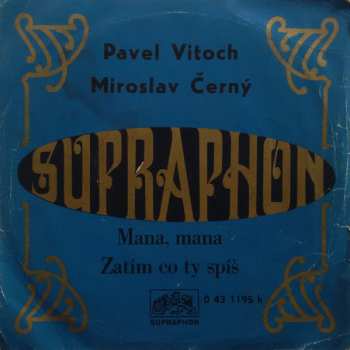 Pavel Vitoch
Miroslav Černý
SUPRAPHON
Mana, mana
Zatím co ty spíš
0 43 1195 h
SUPRAPHON